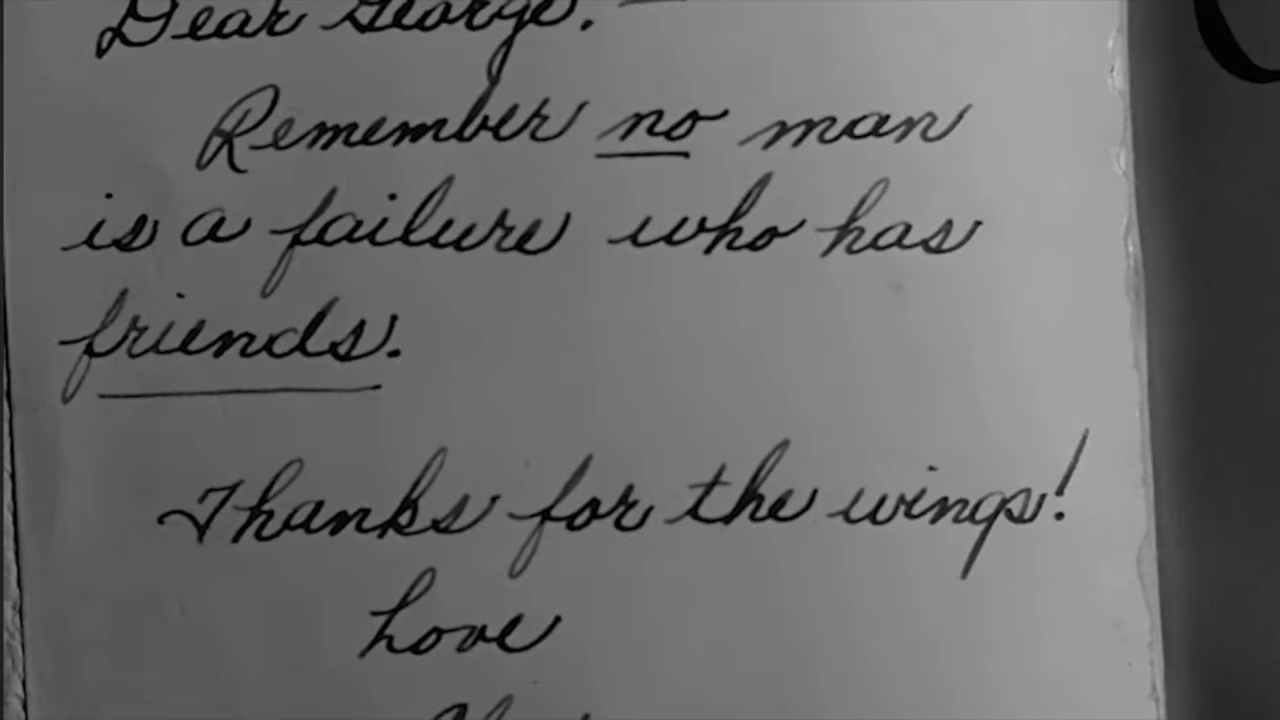 Dear George:
Remember no man
is a failure who has
friends.
Thanks for the wings!
Love